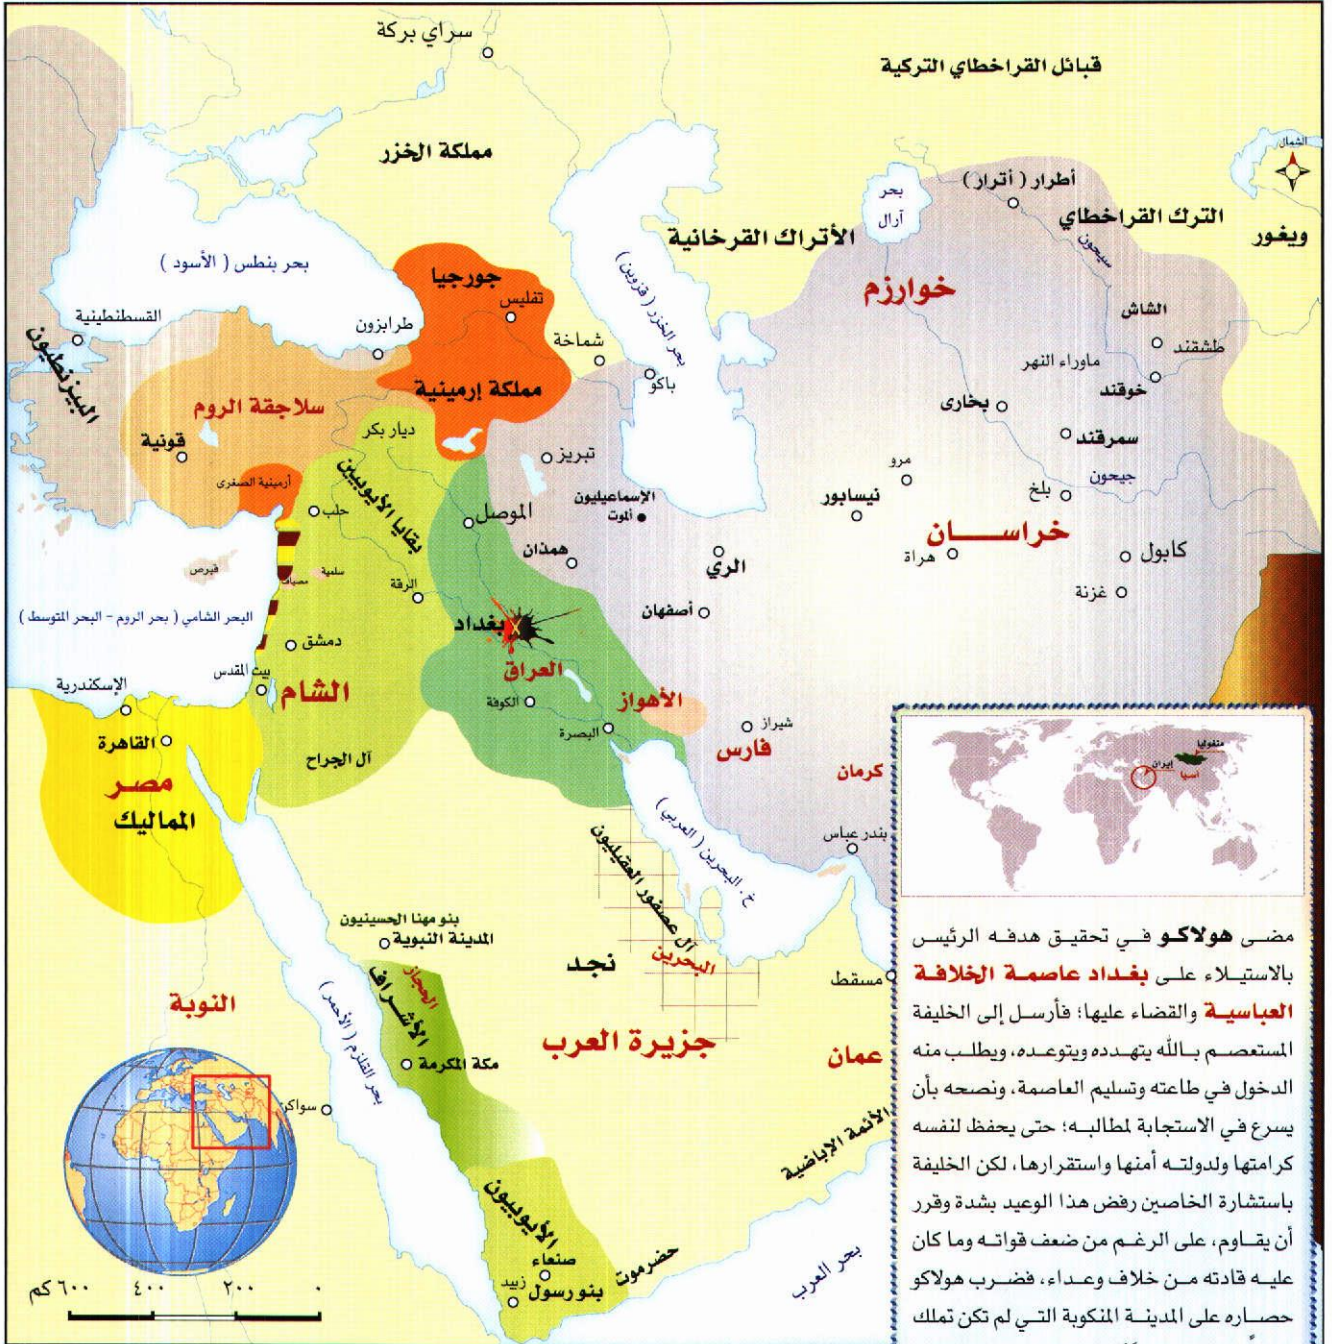 سراي بركة
قبائل القراخطاي التركية
مملكة الخزر
الشمال
أطرار ( أترار )
الترك القراخطاي
ويغور
بحر
آرال
الأتراك القرخانية
سيحون
بحر بنطس ( الأسود )
جورجيا
تفليس
بحر الخزر ( قزوين )
خوارزم
الشاش
طشقند
القسطنطينية
طرابزون
شماخة
باكو
ماوراء النهر
خوقند
البيزنطيون
سلاجقة الروم
مملكة إرمينية
بخارى
سمرقند
قونية
ديار بكر
تبريز
مرو
جيحون
أرمينية الصغرى
بقايا الأيوبيين
حلب
الموصل
الإسماعيليون
ألموت
نيسابور
بلخ
خراسان
همذان
الري
هراة
كابول
قبرص
سلمية
مصياف
الرقة
غزنة
البحر الشامي ( بحر الروم - البحر المتوسط )
دمشق
بغداد
أصفهان
بيت المقدس
الشام
العراق
الأهواز
الإسكندرية
الكوفة
البصرة
شيراز
فارس
القاهرة
مصر
المماليك
آل الجراح
كرمان
منغوليا
إيران
آسيا
بندر عباس
خ. البحرين ( العربي )
آل عصفور العقيليون
البحرين
بنو مهنا الحسينيون
المدينة النبوية
نجد
الحجاز
الأشراف
مسقط
النوبة
بحر القلزم ( الأحمر )
جزيرة العرب
عمان
مكة المكرمة
سواكن
الأئمة الإباضية
الأيوبيون
صنعاء
بنو رسول
زبيد
حضرموت
بحر العرب
٦٠٠ كم ٤٠٠ ٢٠٠ ٠
مضى هولاكو في تحقيق هدفه الرئيس
بالاستيلاء على بغداد عاصمة الخلافة
العباسية والقضاء عليها؛ فأرسل إلى الخليفة
المستعصم بالله يتهدده ويتوعده، ويطلب منه
الدخول في طاعته وتسليم العاصمة، ونصحه بأن
يسرع في الاستجابة لمطالبه؛ حتى يحفظ لنفسه
كرامتها ولدولته أمنها واستقرارها، لكن الخليفة
باستشارة الخاصين رفض هذا الوعيد بشدة وقرر
أن يقاوم، على الرغم من ضعف قواته وما كان
عليه قادته من خلاف وعداء، فضرب هولاكو
حصاره على المدينة المنكوبة التي لم تكن تملك